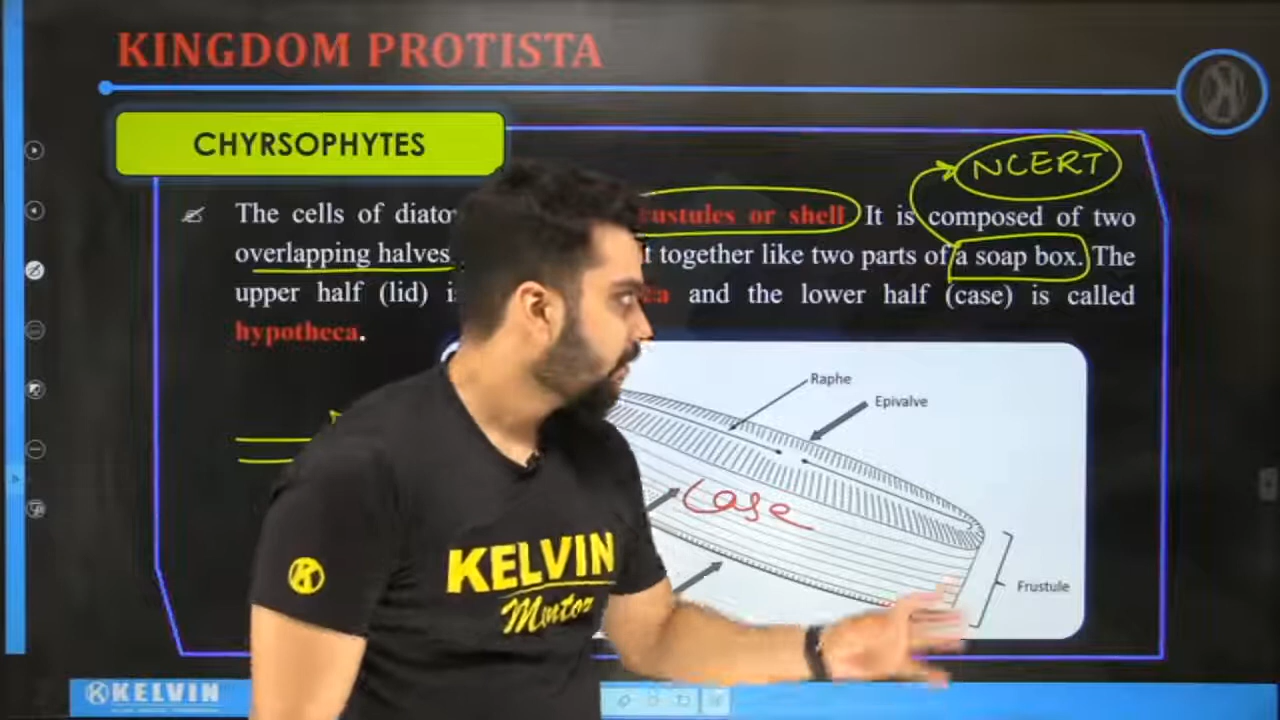 KINGDOM PROTISTA
CHYRSOPHYTES
NCERT
The cells of or shell It is composed of two
overlapping halves together like two parts of a soap box. The
upper half (lid) and the lower half (case) is called
hypotheca.
Raphe
Epivalve
Case
Frustule
KELVIN
Mentor
KELVIN